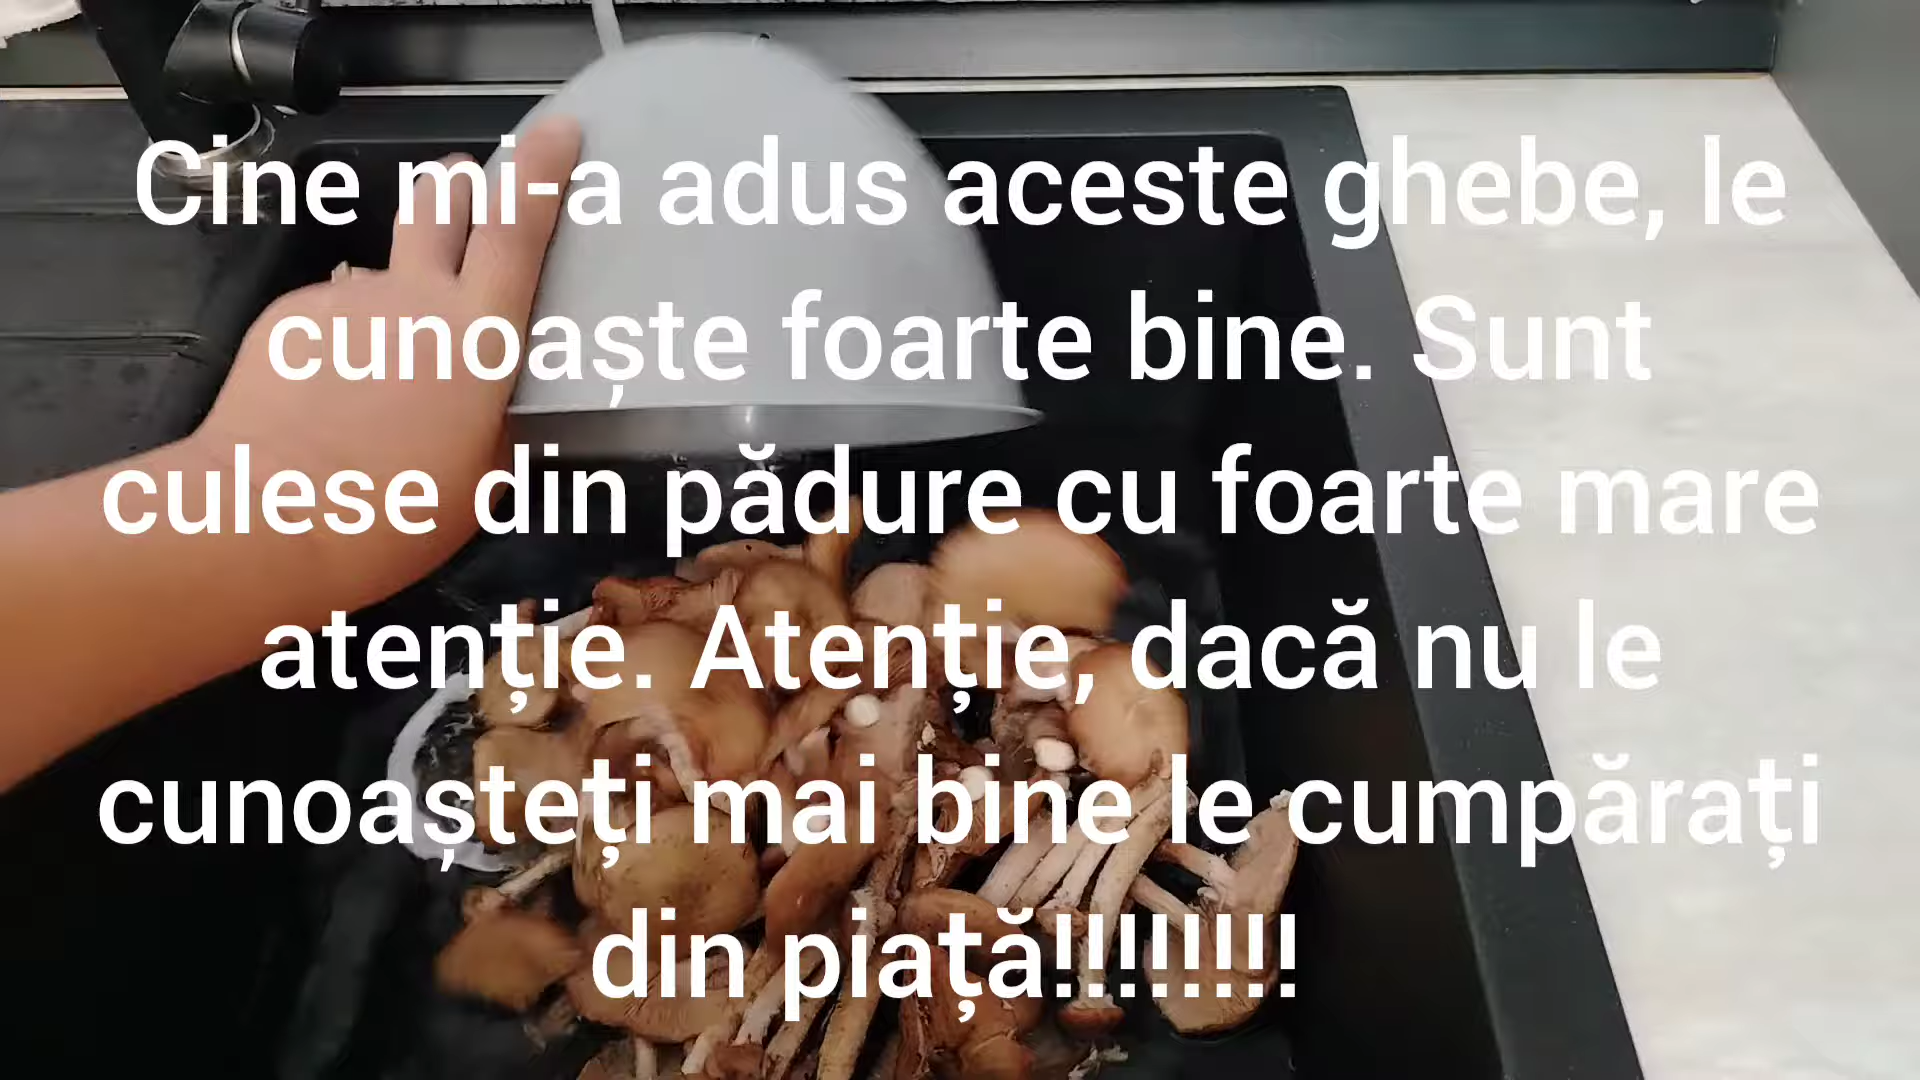 Cine mi-a adus aceste ghebe, le
cunoaște foarte bine. Sunt
culese din pădure cu foarte mare
atenție. Atenție, dacă nu le
cunoașteți mai bine le cumpărați
din piață!!!!!!!!